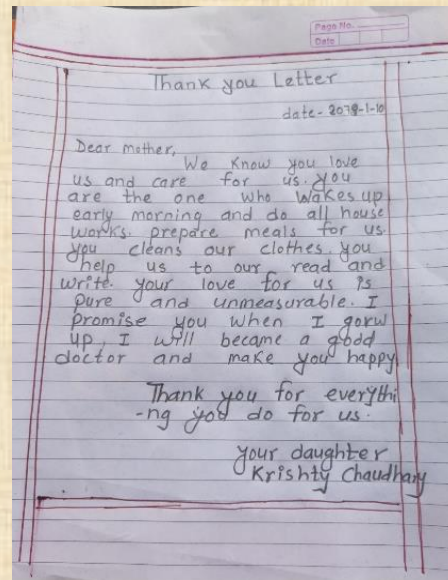 Page No.
Date
Thank you Letter
date- 2079-1-10
Dear mother,
We know you love
us and care for us. you
are the one who wakes up
early morning and do all house
works. prepare meals for us.
you cleans our clothes. you
help us to our read and
write. your love for us is
pure and unmeasurable. I
promise you when I gorw
up, I will became a godd
doctor and make you happy
Thank you for everythi
-ng you do for us.
your daughter
Krishty Chaudhary